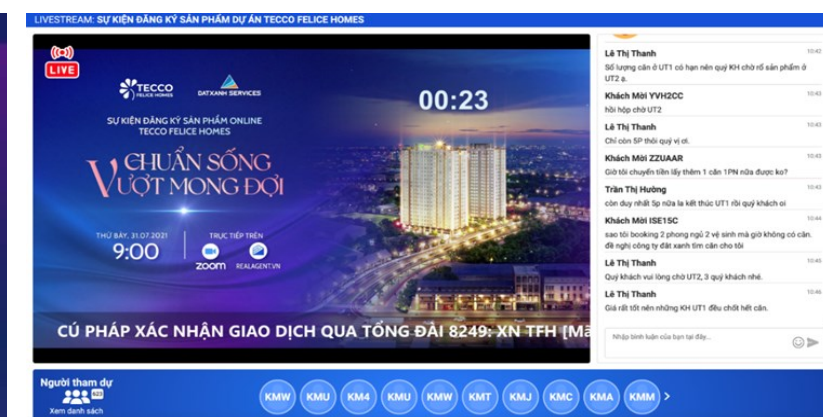 LIVESTREAM: SỰ KIỆN ĐĂNG KÝ SẢN PHẨM DỰ ÁN TECCO FELICE HOMES
LIVE
TECCO
FELICE HOMES
DATXANH SERVICES
00:23
SỰ KIỆN ĐĂNG KÝ SẢN PHẨM ONLINE
TECCO FELICE HOMES
CHUẨN SỐNG
VƯỢT MONG ĐỢI
THỨ BẢY, 31.07.2021
9:00
TRỰC TIẾP TRÊN
zoom
REALAGENT.VN
CÚ PHÁP XÁC NHẬN GIAO DỊCH QUA TỔNG ĐÀI 8249: XN TFH [Mã
Lê Thị Thanh 10:42
Số lượng căn ở UT1 có hạn nên quý KH chờ rổ sản phẩm ở
UT2 ạ.
Khách Mời YVH2CC 10:43
hồi hộp chờ UT2
Lê Thị Thanh 10:43
Chỉ còn 5P thôi quý vị ơi.
Khách Mời ZZUAAR 10:43
Giờ tôi chuyển tiền lấy thêm 1 căn 1PN nữa được ko?
Trần Thị Hường 10:43
còn duy nhất 5p nữa la kết thúc UT1 rồi quý khách oi
Khách Mời ISE15C 10:44
sao tôi booking 2 phong ngủ 2 vệ sinh mà giờ không có căn.
đề nghị công ty đât xanh tìm căn cho tôi
Lê Thị Thanh 10:45
Quý khách vui lòng chờ UT2, 3 quý khách nhé.
Lê Thị Thanh 10:46
Giá rất tốt nên những KH UT1 đều chốt hết căn.
Nhập bình luận của bạn tại đây...
Người tham dự
623
Xem danh sách
KMW KMU KM4 KMU KMW KMT KMJ KMC KMA KMM